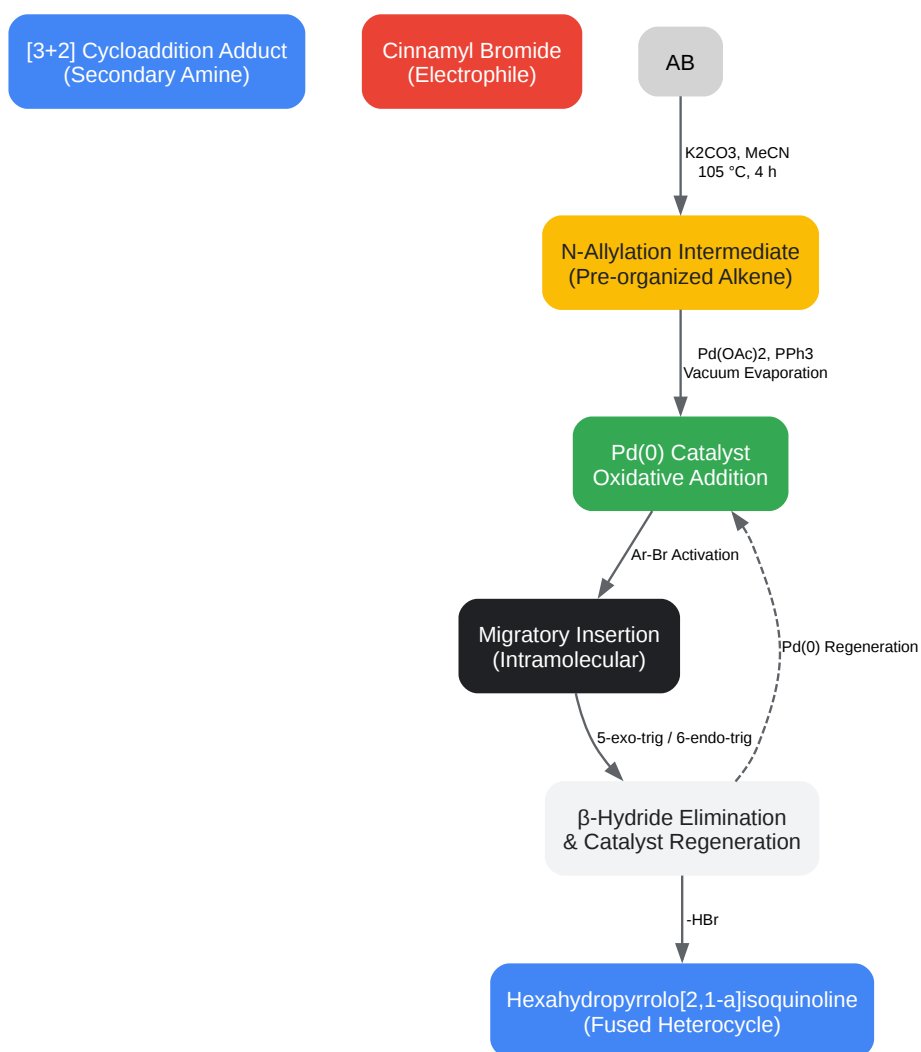 [3+2] Cycloaddition Adduct
(Secondary Amine)
Cinnamyl Bromide
(Electrophile)
AB
K2CO3, MeCN
105 °C, 4 h
N-Allylation Intermediate
(Pre-organized Alkene)
Pd(OAc)2, PPh3
Vacuum Evaporation
Pd(0) Catalyst
Oxidative Addition
Ar-Br Activation
Migratory Insertion
(Intramolecular)
Pd(0) Regeneration
5-exo-trig / 6-endo-trig
β-Hydride Elimination
& Catalyst Regeneration
-HBr
Hexahydropyrrolo[2,1-a]isoquinoline
(Fused Heterocycle)